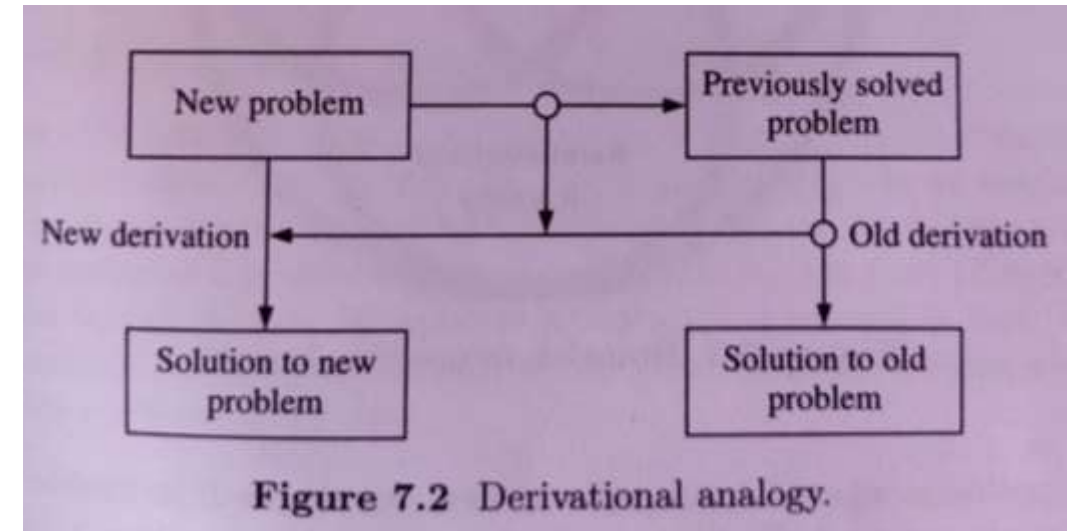 New problem
Previously solved
problem
New derivation
Old derivation
Solution to new
problem
Solution to old
problem
Figure 7.2 Derivational analogy.